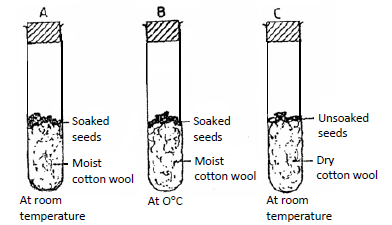 A
B
C
Soaked
seeds
Moist
cotton wool
At room
temperature
Soaked
seeds
Moist
cotton wool
At O°C
Unsoaked
seeds
Dry
cotton wool
At room
temperature